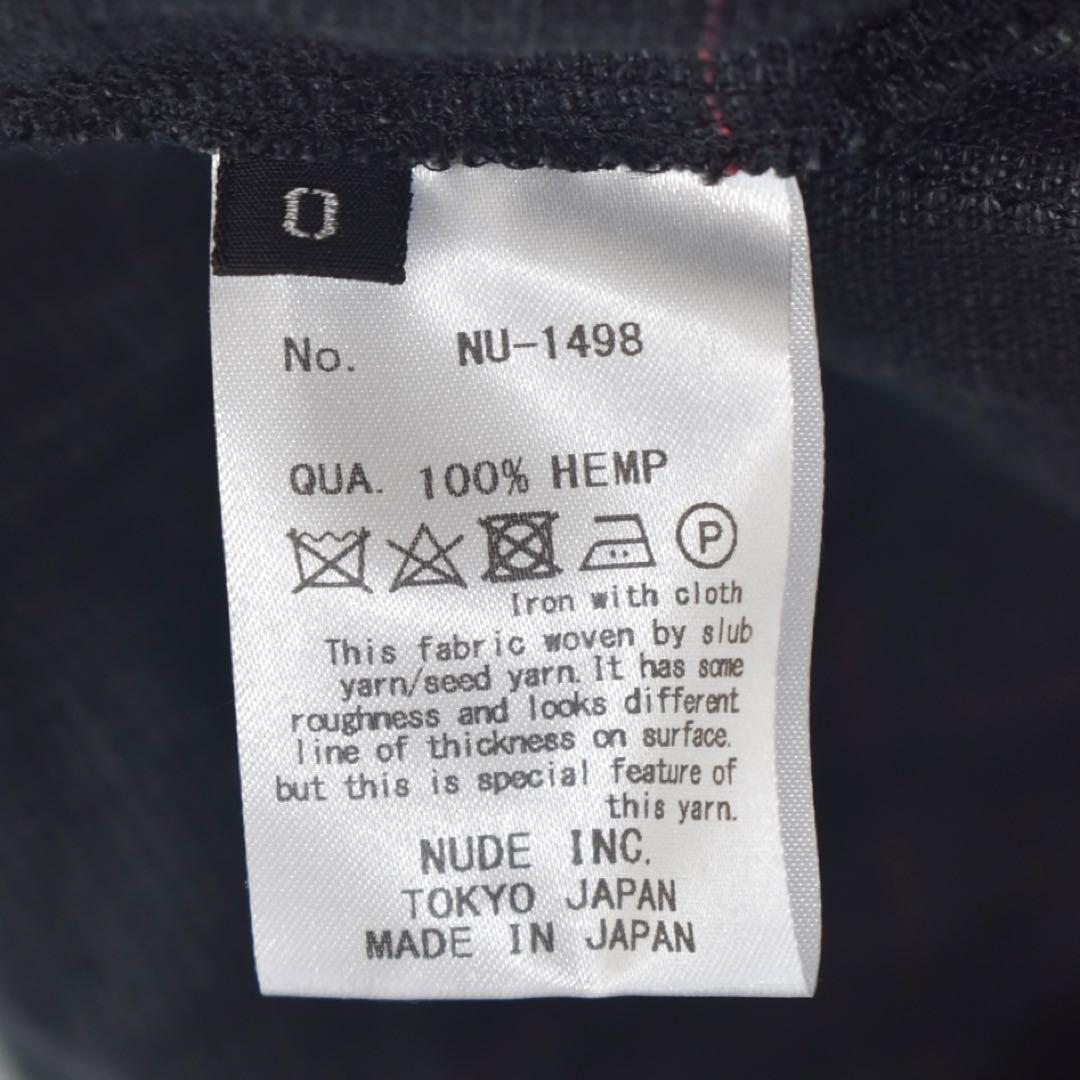 0
No. NU-1498
QUA. 100% HEMP
P
Iron with cloth
This fabric woven by slub
yarn/seed yarn. It has some
roughness and looks different
line of thickness on surface.
but this is special feature of
this yarn.
NUDE INC.
TOKYO JAPAN
MADE IN JAPAN